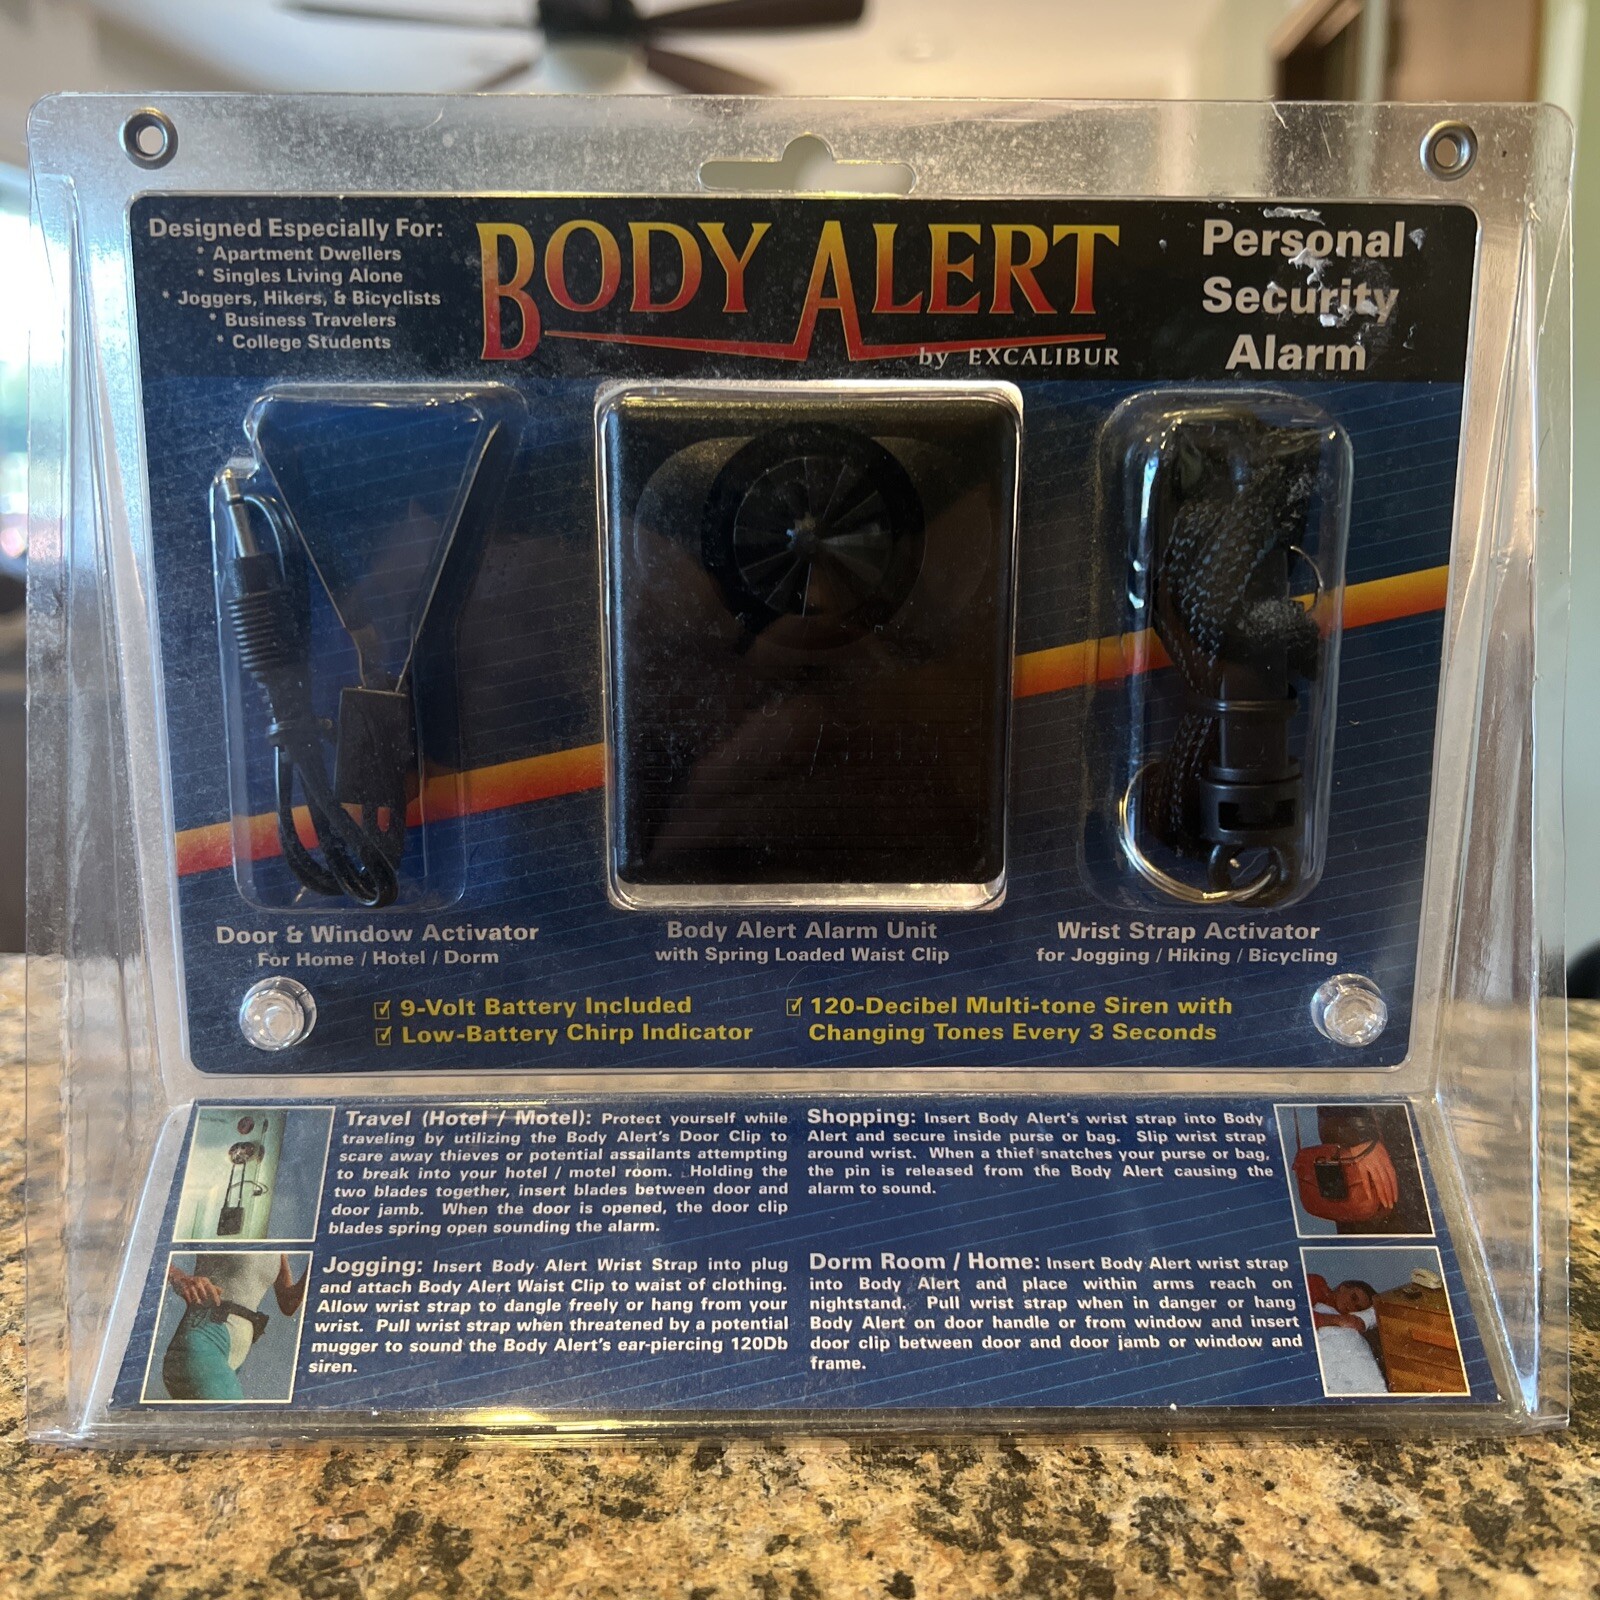 Designed Especially For:
* Apartment Dwellers
* Singles Living Alone
* Joggers, Hikers, & Bicyclists
* Business Travelers
* College Students
BODY ALERT
by EXCALIBUR
Personal
Security
Alarm
Door & Window Activator
For Home / Hotel / Dorm
Body Alert Alarm Unit
with Spring Loaded Waist Clip
Wrist Strap Activator
for Jogging / Hiking / Bicycling
9-Volt Battery Included
Low-Battery Chirp Indicator
120-Decibel Multi-tone Siren with
Changing Tones Every 3 Seconds
Travel (Hotel / Motel): Protect yourself while
traveling by utilizing the Body Alert's Door Clip to
scare away thieves or potential assailants attempting
to break into your hotel / motel room. Holding the
two blades together, insert blades between door and
door jamb. When the door is opened, the door clip
blades spring open sounding the alarm.
Shopping: Insert Body Alert's wrist strap into Body
Alert and secure inside purse or bag. Slip wrist strap
around wrist. When a thief snatches your purse or bag,
the pin is released from the Body Alert causing the
alarm to sound.
Jogging: Insert Body Alert Wrist Strap into plug
and attach Body Alert Waist Clip to waist of clothing.
Allow wrist strap to dangle freely or hang from your
wrist. Pull wrist strap when threatened by a potential
mugger to sound the Body Alert's ear-piercing 120Db
siren.
Dorm Room / Home: Insert Body Alert wrist strap
into Body Alert and place within arms reach on
nightstand. Pull wrist strap when in danger or hang
Body Alert on door handle or from window and insert
door clip between door and door jamb or window and
frame.